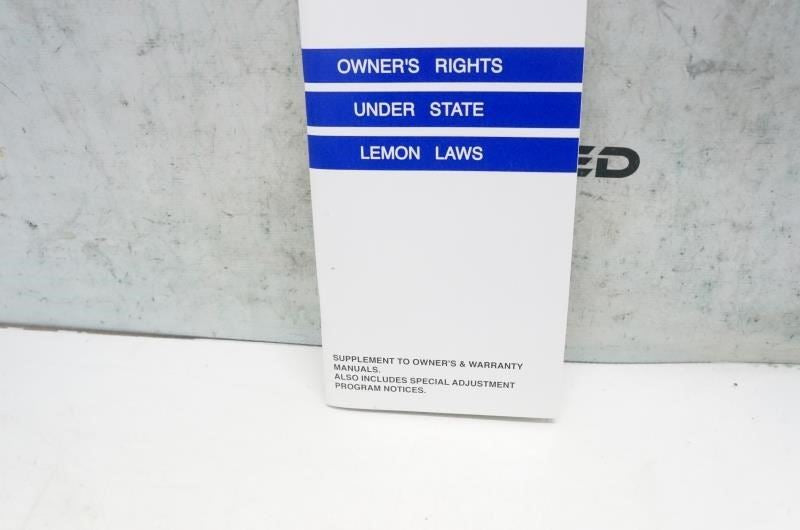 OWNER'S RIGHTS
UNDER STATE
LEMON LAWS
SUPPLEMENT TO OWNER'S & WARRANTY
MANUALS.
ALSO INCLUDES SPECIAL ADJUSTMENT
PROGRAM NOTICES.